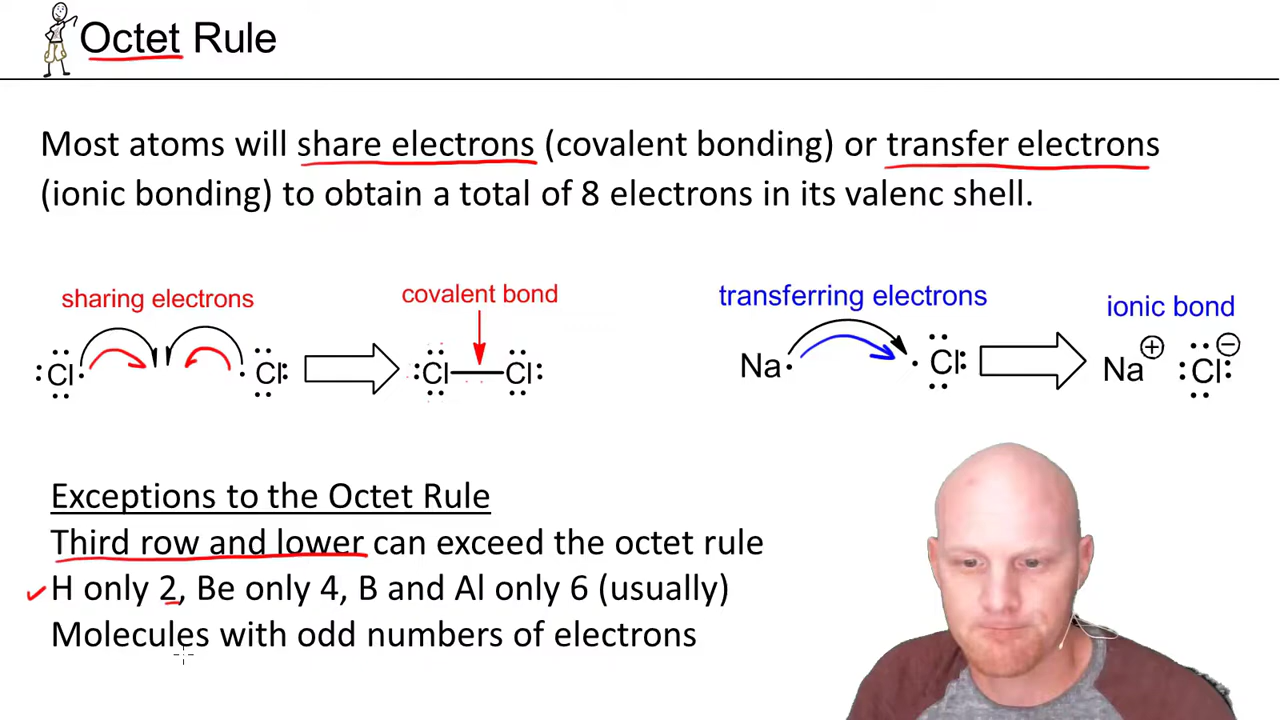 Octet Rule
Most atoms will share electrons (covalent bonding) or transfer electrons
(ionic bonding) to obtain a total of 8 electrons in its valenc shell.
sharing electrons
covalent bond
transferring electrons
ionic bond
:Cl· ·Cl: :Cl—Cl:
Na· ·Cl: Na⊕ :Cl:⊖
Exceptions to the Octet Rule
Third row and lower can exceed the octet rule
H only 2, Be only 4, B and Al only 6 (usually)
Molecules with odd numbers of electrons